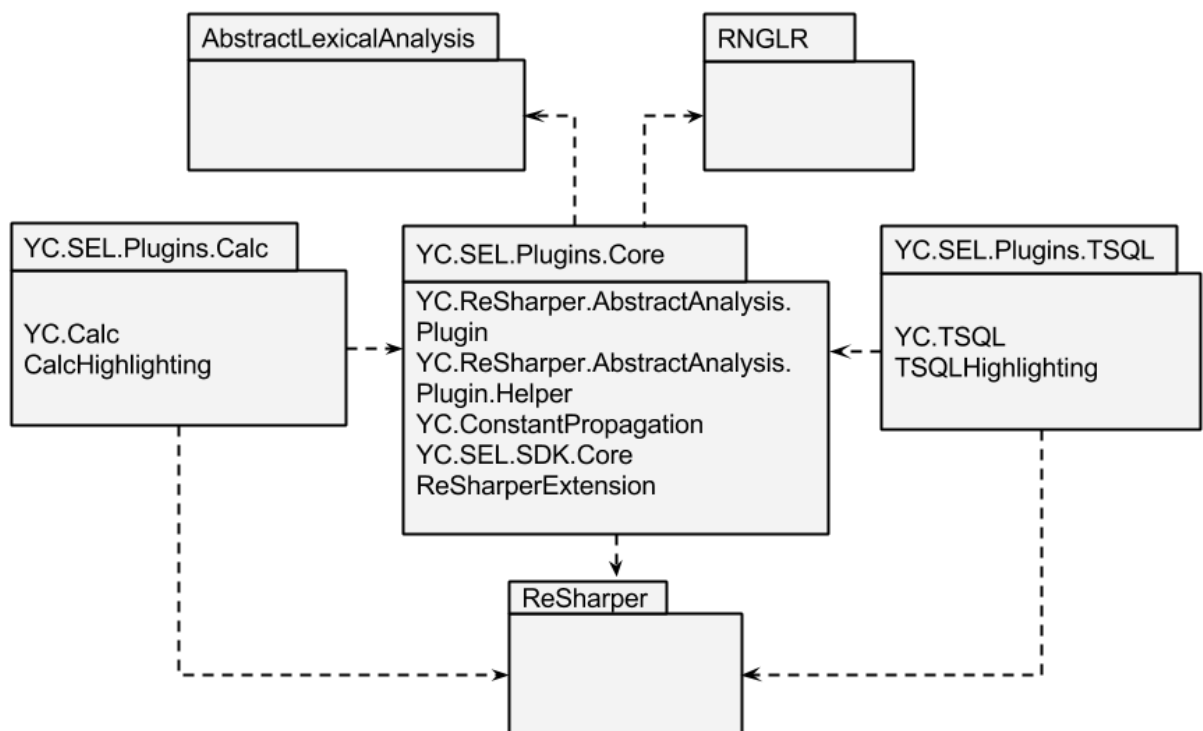 AbstractLexicalAnalysis
RNGLR
YC.SEL.Plugins.Calc
YC.Calc
CalcHighlighting
YC.SEL.Plugins.Core
YC.ReSharper.AbstractAnalysis.
Plugin
YC.ReSharper.AbstractAnalysis.
Plugin.Helper
YC.ConstantPropagation
YC.SEL.SDK.Core
ReSharperExtension
YC.SEL.Plugins.TSQL
YC.TSQL
TSQLHighlighting
ReSharper